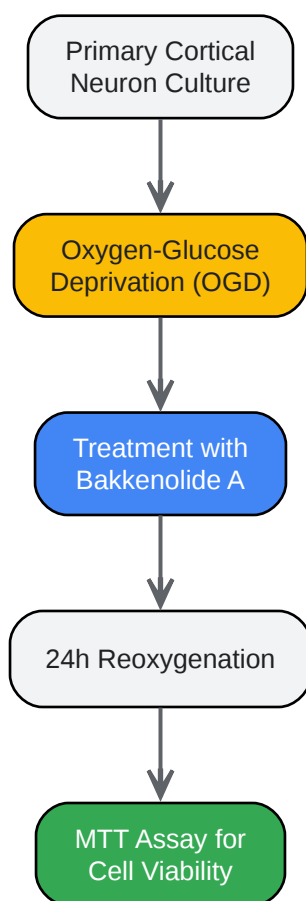 Primary Cortical
Neuron Culture
Oxygen-Glucose
Deprivation (OGD)
Treatment with
Bakkenolide A
24h Reoxygenation
MTT Assay for
Cell Viability